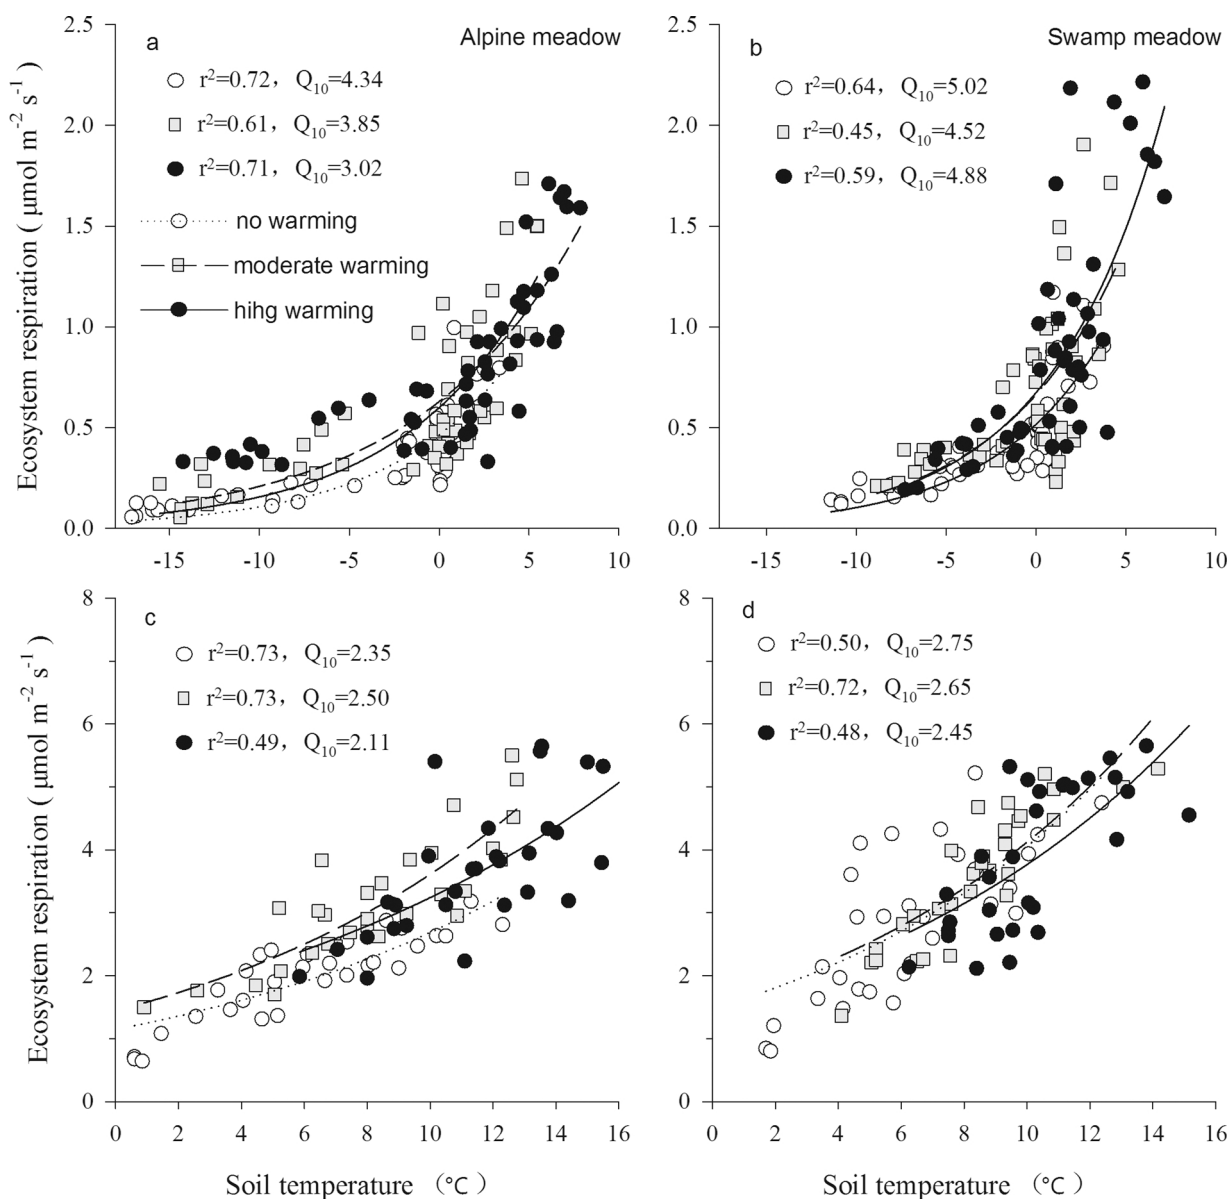 a
Alpine meadow
r²=0.72, Q₁₀=4.34
r²=0.61, Q₁₀=3.85
r²=0.71, Q₁₀=3.02
no warming
moderate warming
hihg warming
Ecosystem respiration ( μmol m⁻² s⁻¹ )
2.5
2.0
1.5
1.0
0.5
0.0
-15 -10 -5 0 5 10
b
Swamp meadow
r²=0.64, Q₁₀=5.02
r²=0.45, Q₁₀=4.52
r²=0.59, Q₁₀=4.88
2.5
2.0
1.5
1.0
0.5
0.0
-15 -10 -5 0 5 10
c
r²=0.73, Q₁₀=2.35
r²=0.73, Q₁₀=2.50
r²=0.49, Q₁₀=2.11
Ecosystem respiration ( μmol m⁻² s⁻¹ )
8
6
4
2
0
0 2 4 6 8 10 12 14 16
Soil temperature (°C)
d
r²=0.50, Q₁₀=2.75
r²=0.72, Q₁₀=2.65
r²=0.48, Q₁₀=2.45
8
6
4
2
0
0 2 4 6 8 10 12 14 16
Soil temperature (°C)